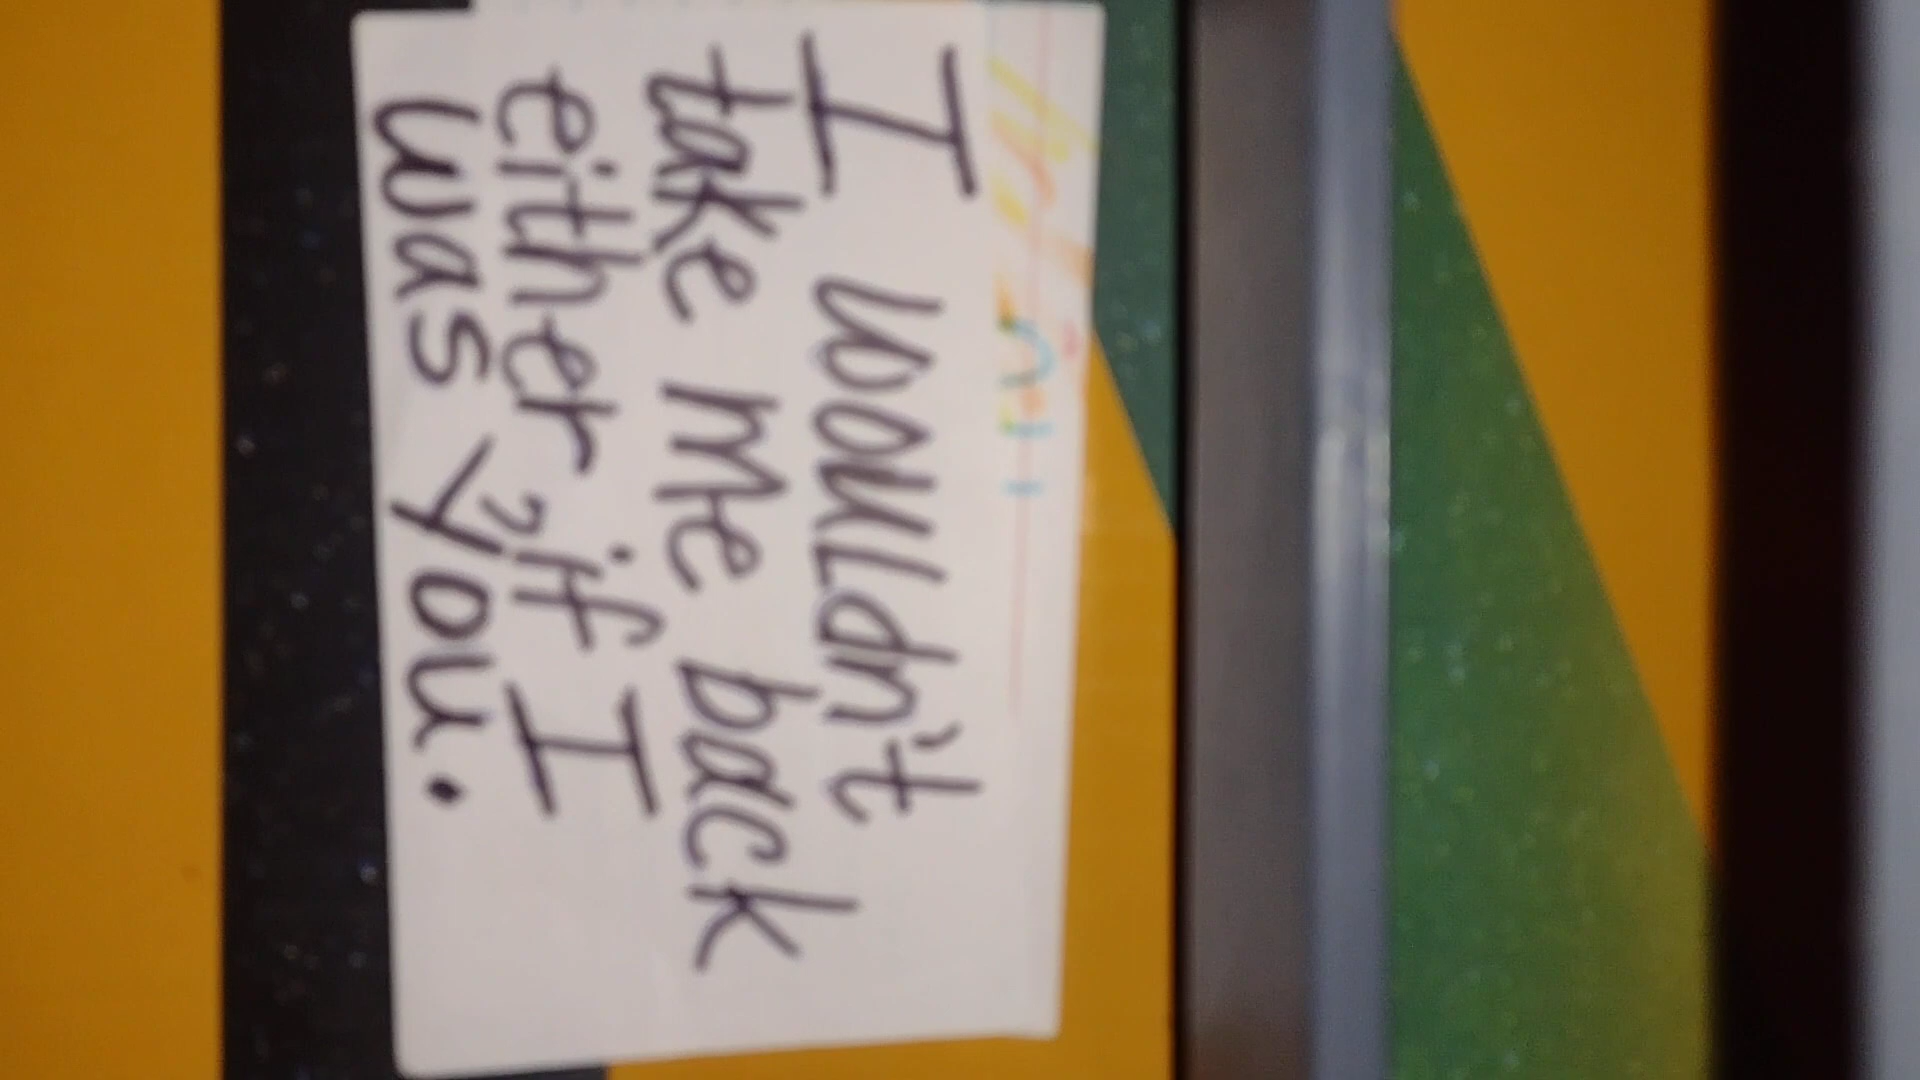 I wouldn't
take me back
either, if I
was you.